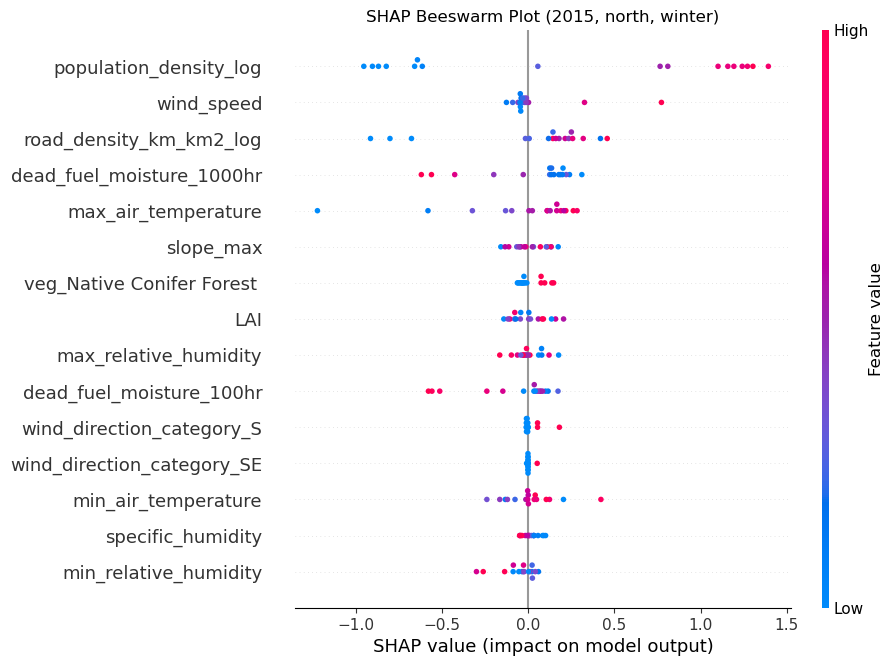 SHAP Beeswarm Plot (2015, north, winter)
High
population_density_log
wind_speed
road_density_km_km2_log
dead_fuel_moisture_1000hr
max_air_temperature
slope_max
veg_Native Conifer Forest
LAI
max_relative_humidity
dead_fuel_moisture_100hr
wind_direction_category_S
wind_direction_category_SE
min_air_temperature
specific_humidity
min_relative_humidity
Feature value
Low
−1.0 −0.5 0.0 0.5 1.0 1.5
SHAP value (impact on model output)